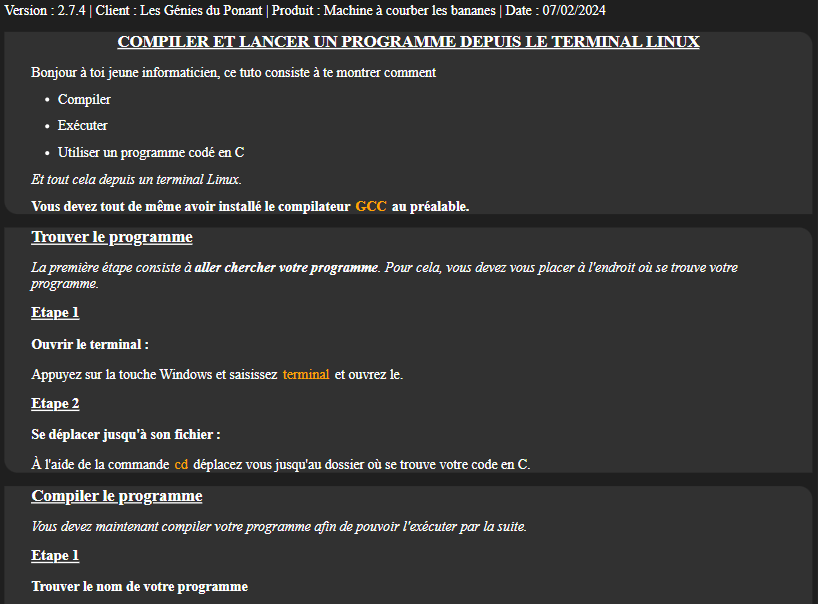 Version : 2.7.4 | Client : Les Génies du Ponant | Produit : Machine à courber les bananes | Date : 07/02/2024
COMPILER ET LANCER UN PROGRAMME DEPUIS LE TERMINAL LINUX
Bonjour à toi jeune informaticien, ce tuto consiste à te montrer comment
• Compiler
• Exécuter
• Utiliser un programme codé en C
Et tout cela depuis un terminal Linux.
Vous devez tout de même avoir installé le compilateur GCC au préalable.
Trouver le programme
La première étape consiste à aller chercher votre programme. Pour cela, vous devez vous placer à l'endroit où se trouve votre
programme.
Etape 1
Ouvrir le terminal :
Appuyez sur la touche Windows et saisissez terminal et ouvrez le.
Etape 2
Se déplacer jusqu'à son fichier :
À l'aide de la commande cd déplacez vous jusqu'au dossier où se trouve votre code en C.
Compiler le programme
Vous devez maintenant compiler votre programme afin de pouvoir l'exécuter par la suite.
Etape 1
Trouver le nom de votre programme